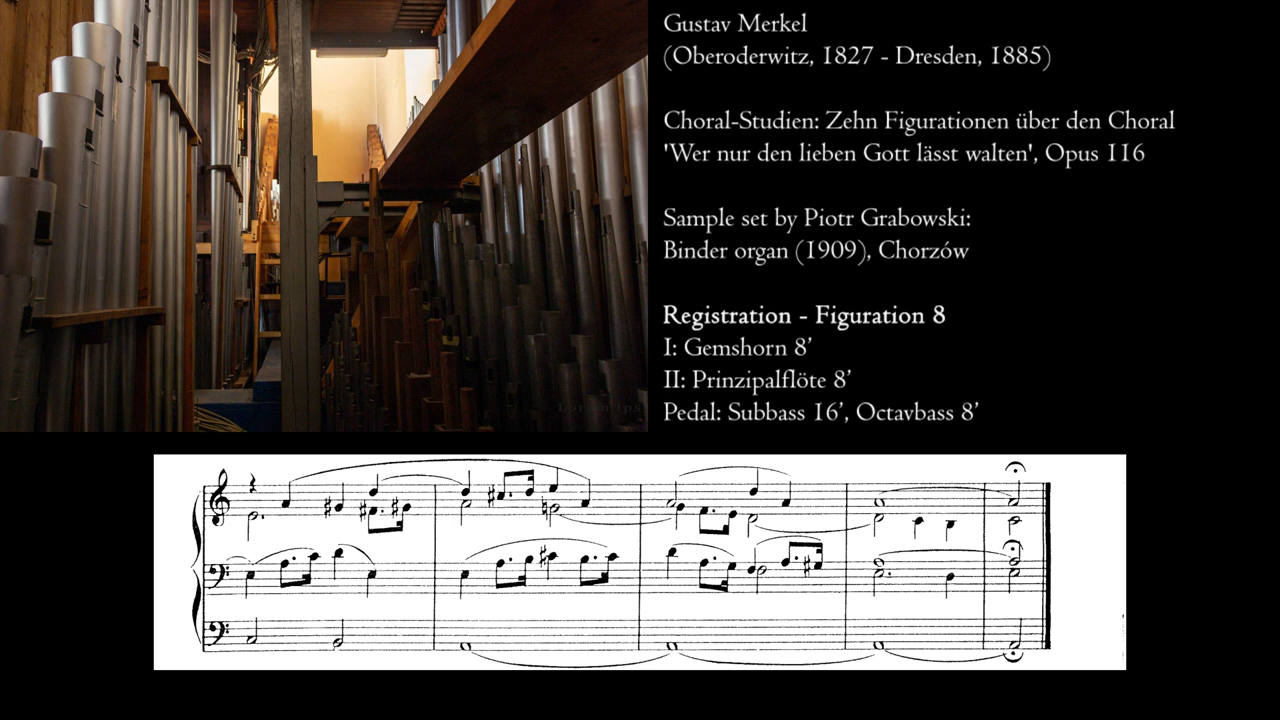 Gustav Merkel
(Oberoderwitz, 1827 - Dresden, 1885)
Choral-Studien: Zehn Figurationen über den Choral
'Wer nur den lieben Gott lässt walten', Opus 116
Sample set by Piotr Grabowski:
Binder organ (1909), Chorzów
Registration - Figuration 8
I: Gemshorn 8’
II: Prinzipalflöte 8’
Pedal: Subbass 16’, Octavbass 8’